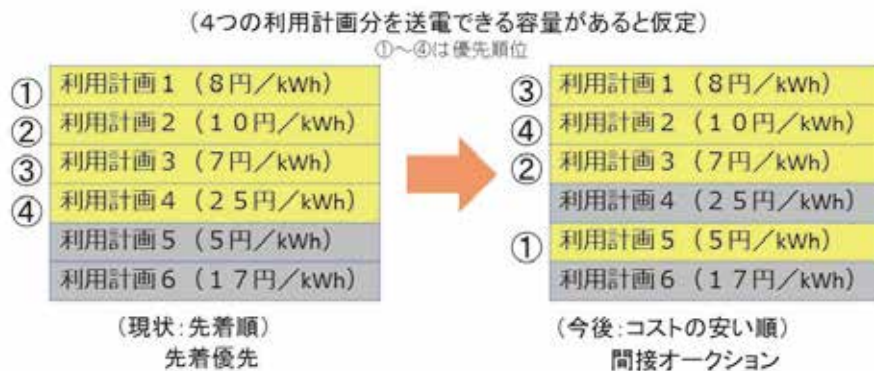 （４つの利用計画分を送電できる容量があると仮定）
①～④は優先順位
① 利用計画１（８円／kWh）
② 利用計画２（１０円／kWh）
③ 利用計画３（７円／kWh）
④ 利用計画４（２５円／kWh）
利用計画５（５円／kWh）
利用計画６（１７円／kWh）
（現状：先着順）
先着優先
③ 利用計画１（８円／kWh）
④ 利用計画２（１０円／kWh）
② 利用計画３（７円／kWh）
利用計画４（２５円／kWh）
① 利用計画５（５円／kWh）
利用計画６（１７円／kWh）
（今後：コストの安い順）
間接オークション